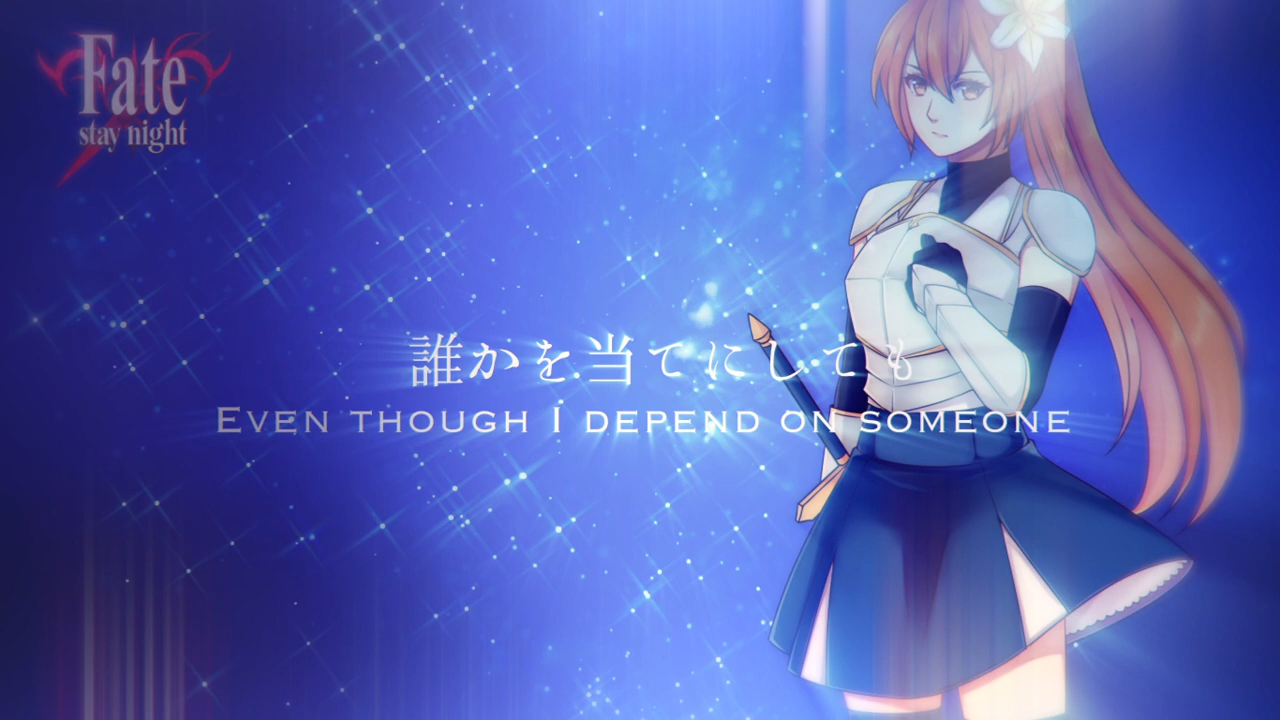 Fate
stay night
誰かを当てにしても
EVEN THOUGH I DEPEND ON SOMEONE